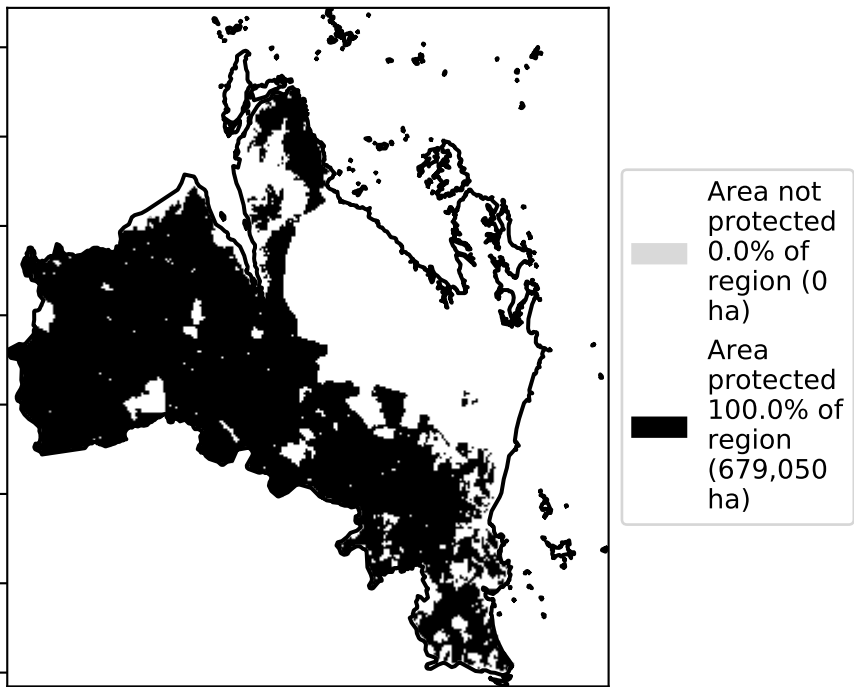 Area not
protected
0.0% of
region (0
ha)
Area
protected
100.0% of
region
(679,050
ha)